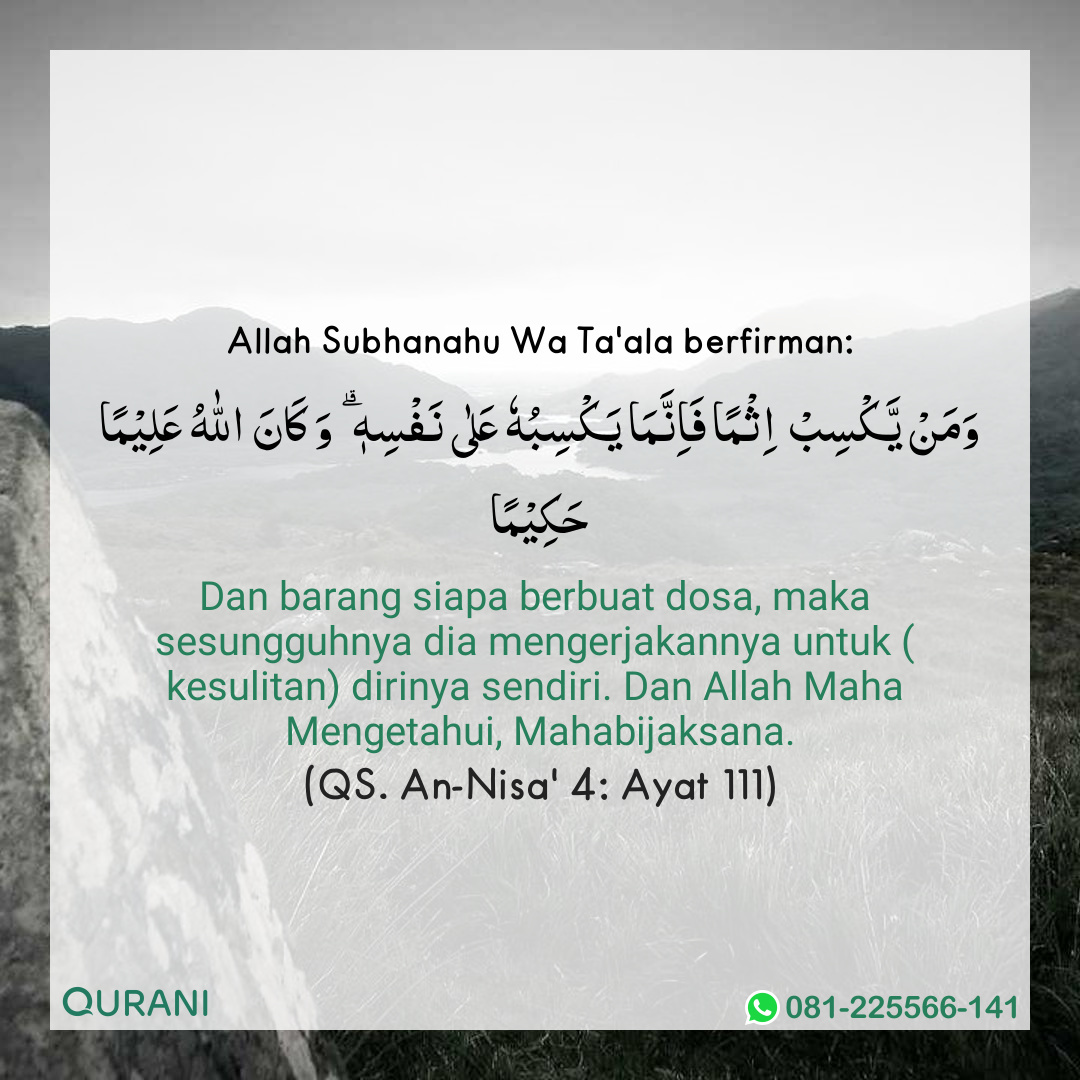 Allah Subhanahu Wa Ta'ala berfirman:
وَمَنْ يَّكْسِبْ اِثْمًا فَاِنَّمَا يَكْسِبُهٗ عَلٰى نَفْسِهٖ ۗ وَكَانَ اللّٰهُ عَلِيْمًا
حَكِيْمًا
Dan barang siapa berbuat dosa, maka
sesungguhnya dia mengerjakannya untuk (
kesulitan) dirinya sendiri. Dan Allah Maha
Mengetahui, Mahabijaksana.
(QS. An-Nisa' 4: Ayat 111)
QURANI
081-225566-141